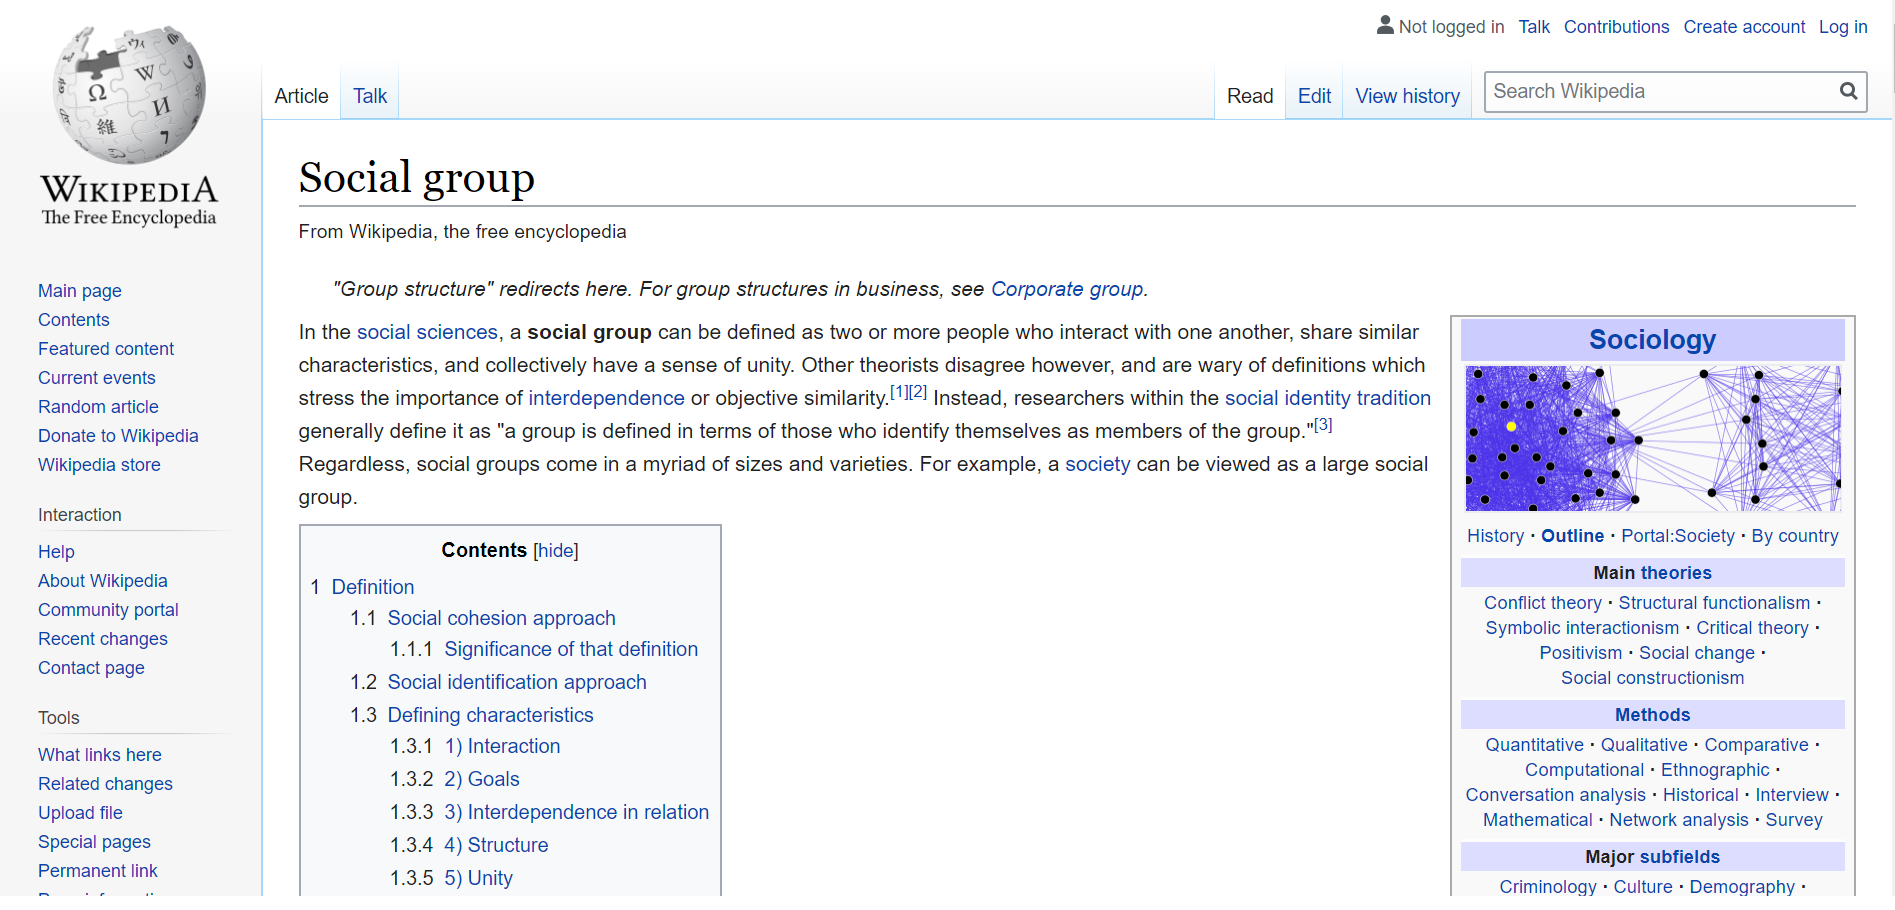 Not logged in Talk Contributions Create account Log in
Article Talk Read Edit View history Search Wikipedia
WIKIPEDIA
The Free Encyclopedia
Main page
Contents
Featured content
Current events
Random article
Donate to Wikipedia
Wikipedia store
Interaction
Help
About Wikipedia
Community portal
Recent changes
Contact page
Tools
What links here
Related changes
Upload file
Special pages
Permanent link
Social group
From Wikipedia, the free encyclopedia
"Group structure" redirects here. For group structures in business, see Corporate group.
In the social sciences, a social group can be defined as two or more people who interact with one another, share similar
characteristics, and collectively have a sense of unity. Other theorists disagree however, and are wary of definitions which
stress the importance of interdependence or objective similarity.[1][2] Instead, researchers within the social identity tradition
generally define it as "a group is defined in terms of those who identify themselves as members of the group."[3]
Regardless, social groups come in a myriad of sizes and varieties. For example, a society can be viewed as a large social
group.
Contents [hide]
1 Definition
1.1 Social cohesion approach
1.1.1 Significance of that definition
1.2 Social identification approach
1.3 Defining characteristics
1.3.1 1) Interaction
1.3.2 2) Goals
1.3.3 3) Interdependence in relation
1.3.4 4) Structure
1.3.5 5) Unity
Sociology
History · Outline · Portal:Society · By country
Main theories
Conflict theory · Structural functionalism ·
Symbolic interactionism · Critical theory ·
Positivism · Social change ·
Social constructionism
Methods
Quantitative · Qualitative · Comparative ·
Computational · Ethnographic ·
Conversation analysis · Historical · Interview ·
Mathematical · Network analysis · Survey
Major subfields
Criminology · Culture · Demography ·